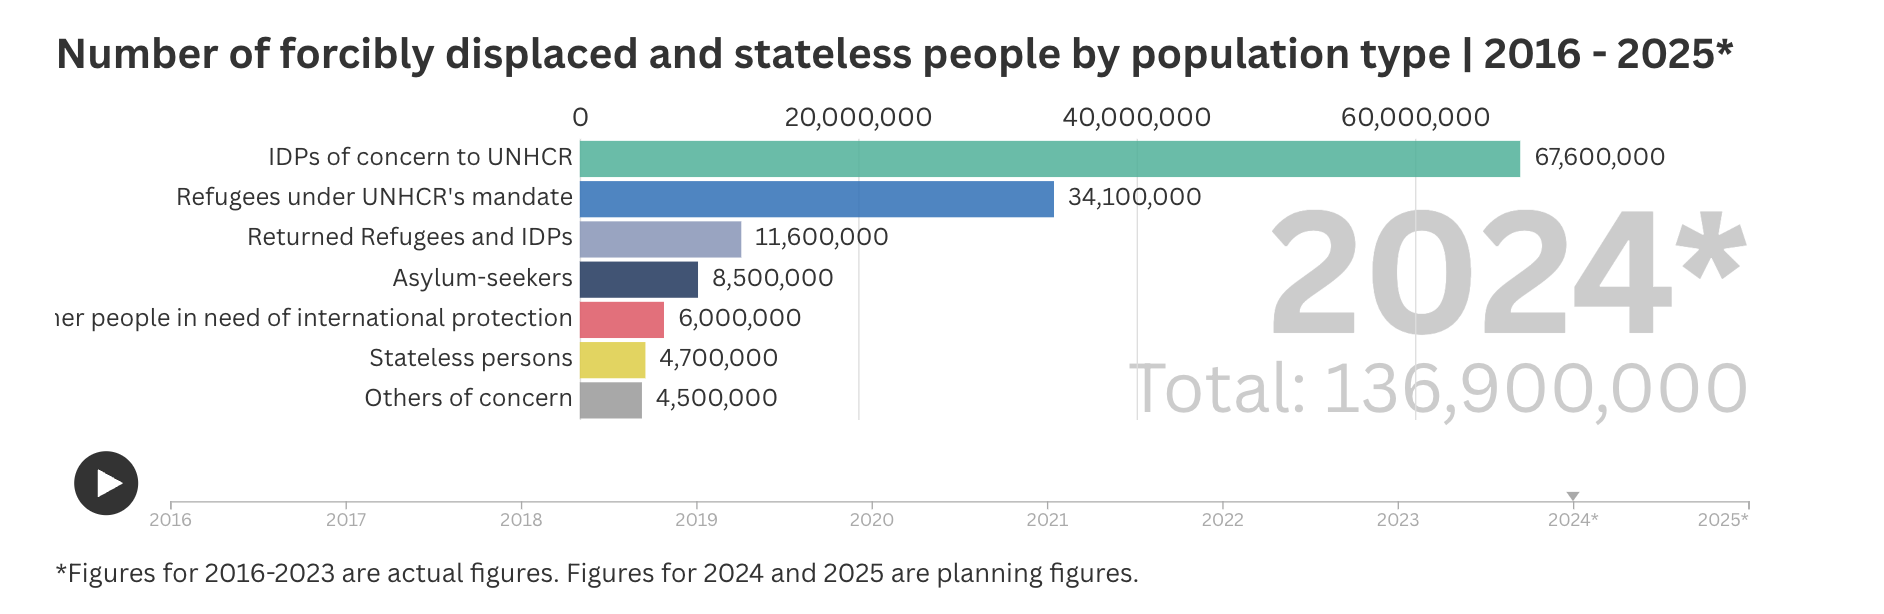 Number of forcibly displaced and stateless people by population type | 2016 - 2025*
0 20,000,000 40,000,000 60,000,000
IDPs of concern to UNHCR 67,600,000
Refugees under UNHCR's mandate 34,100,000
Returned Refugees and IDPs 11,600,000
Asylum-seekers 8,500,000
people in need of international protection 6,000,000
Stateless persons 4,700,000
Others of concern 4,500,000
2024*
Total: 136,900,000
2016 2017 2018 2019 2020 2021 2022 2023 2024* 2025*
*Figures for 2016-2023 are actual figures. Figures for 2024 and 2025 are planning figures.